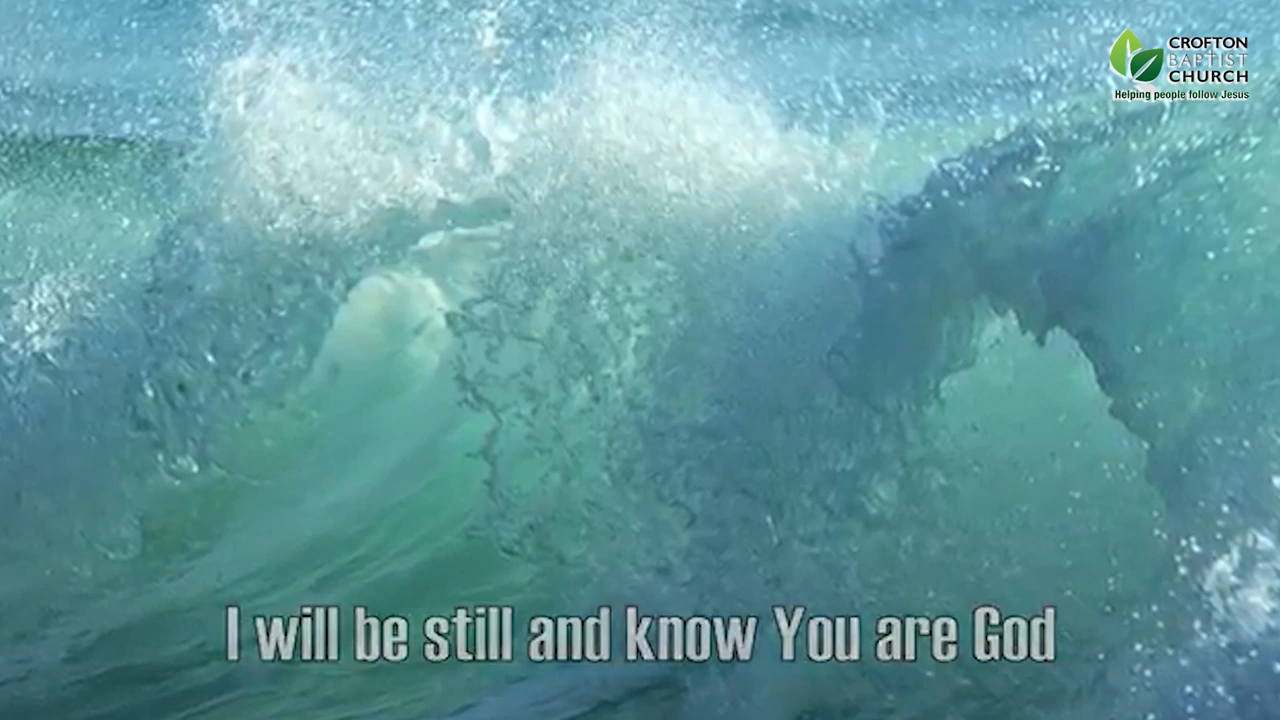 CROFTON
BAPTIST
CHURCH
Helping people follow Jesus
I will be still and know You are God